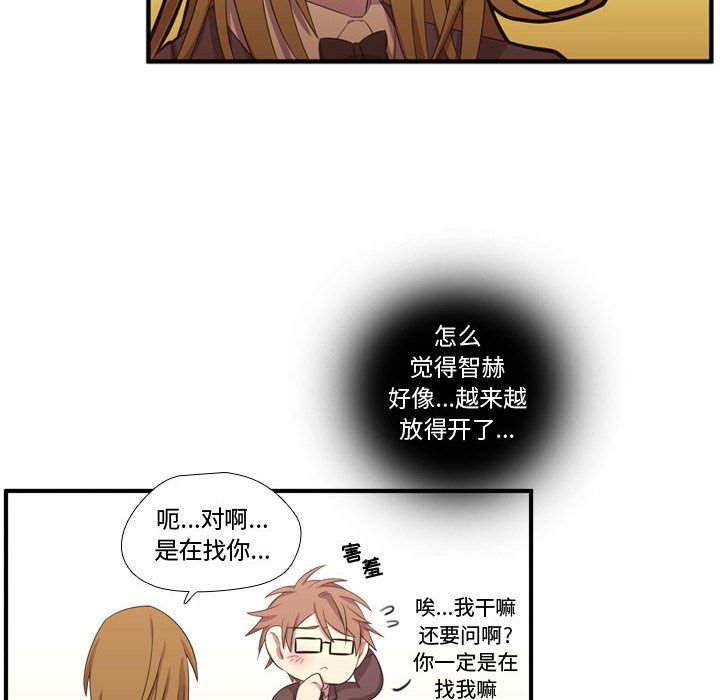 怎么
觉得智赫
好像...越来越
放得开了...
呃...对啊...
是在找你...
害羞
唉...我干嘛
还要问啊?
你一定是在
找我嘛